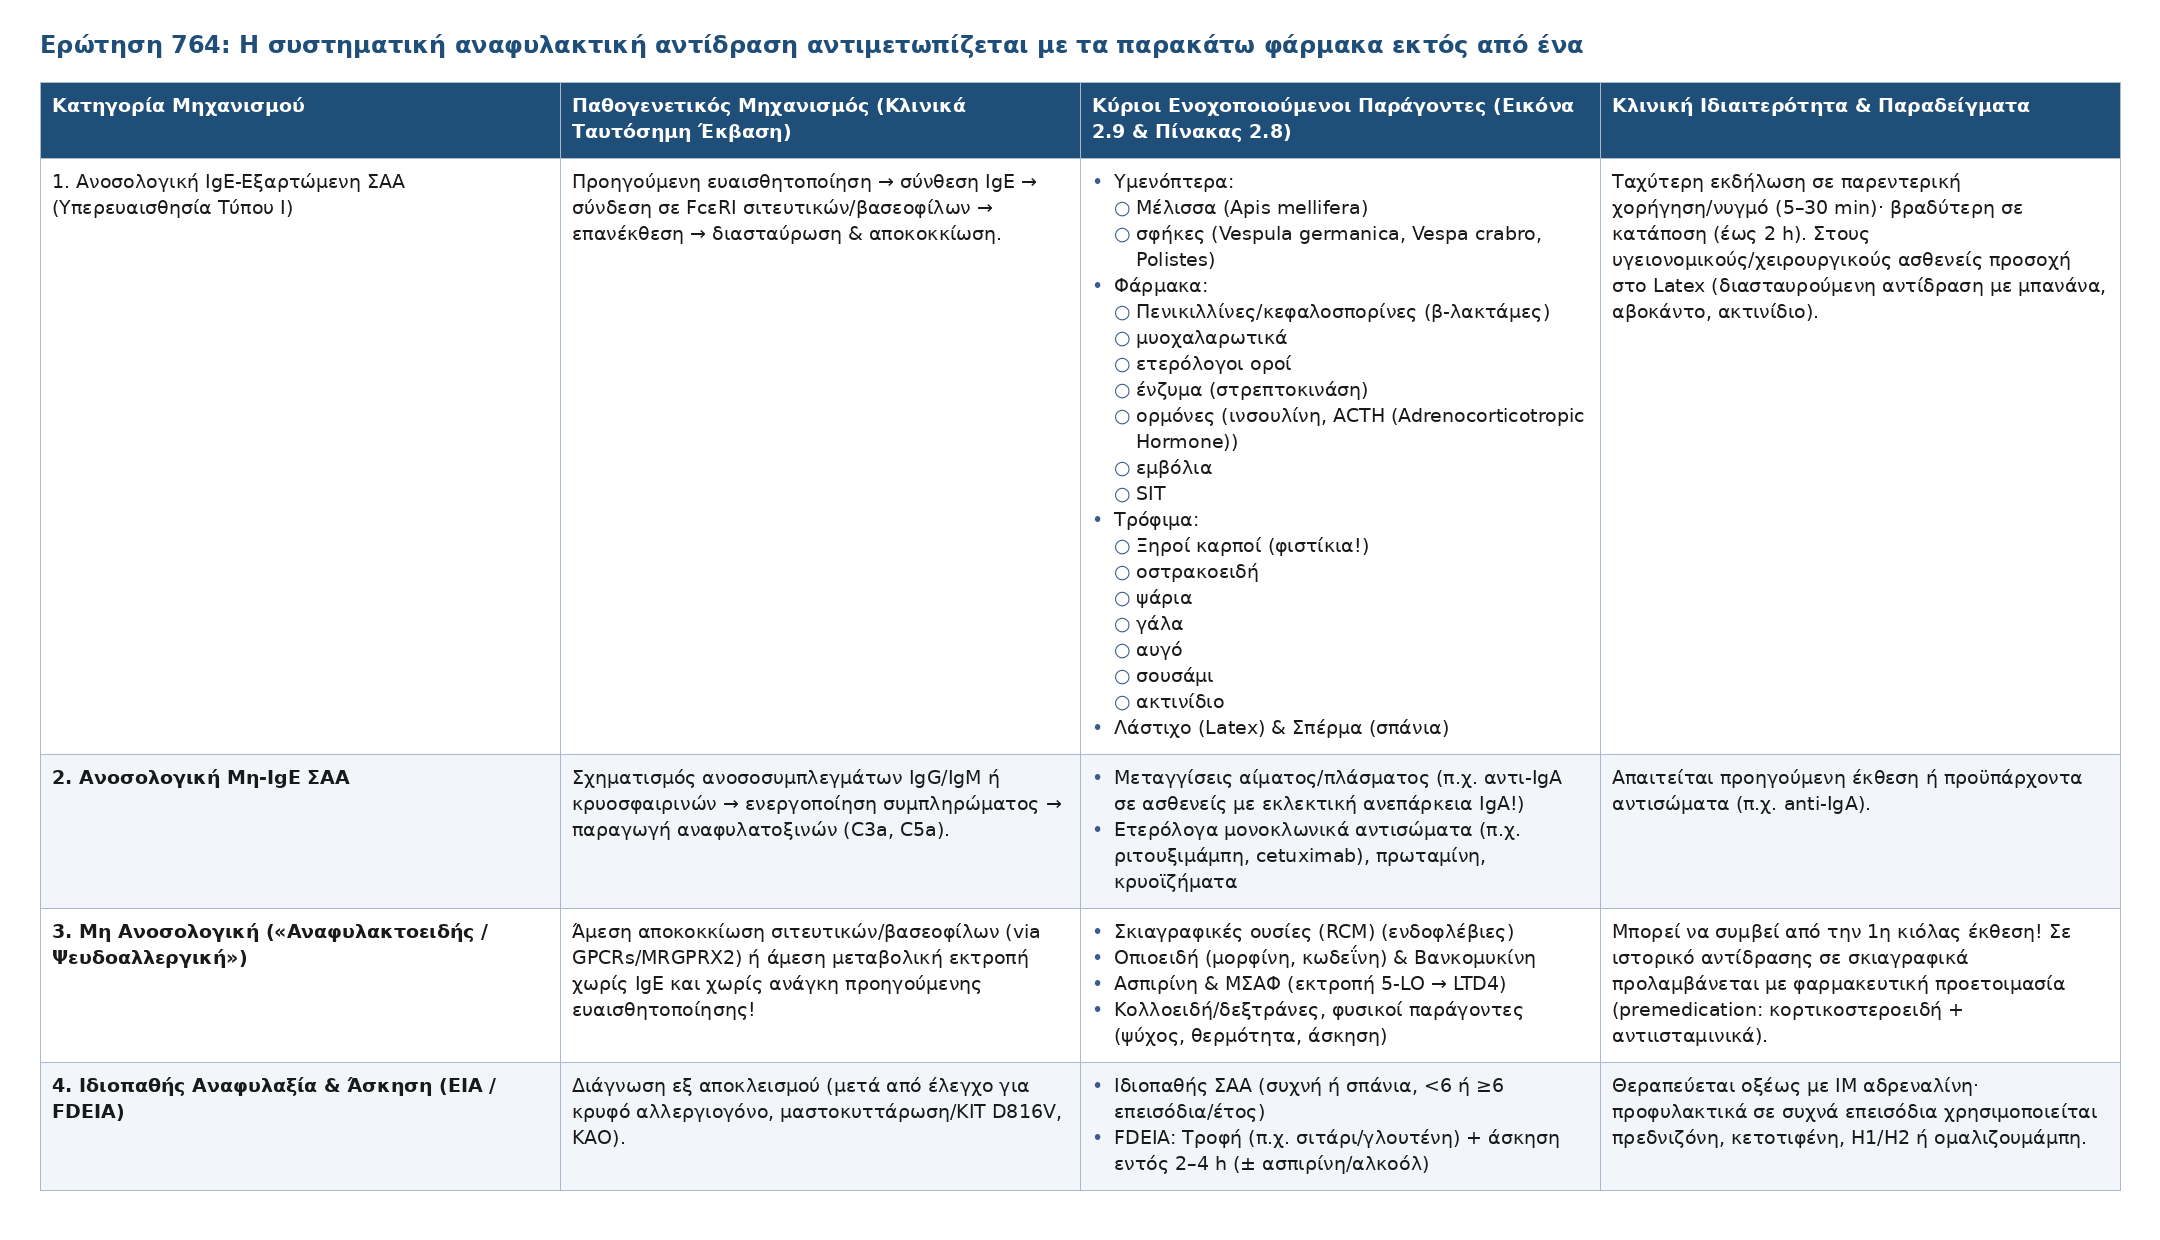 Ερώτηση 764: Η συστηματική αναφυλακτική αντίδραση αντιμετωπίζεται με τα παρακάτω φάρμακα εκτός από ένα
Κατηγορία Μηχανισμού
Παθογενετικός Μηχανισμός (Κλινικά
Ταυτόσημη Έκβαση)
Κύριοι Ενοχοποιούμενοι Παράγοντες (Εικόνα
2.9 & Πίνακας 2.8)
Κλινική Ιδιαιτερότητα & Παραδείγματα
1. Ανοσολογική IgE-Εξαρτώμενη ΣΑΑ
(Υπερευαισθησία Τύπου I)
Προηγούμενη ευαισθητοποίηση → σύνθεση IgE →
σύνδεση σε FcεRI σιτευτικών/βασεοφίλων →
επανέκθεση → διασταύρωση & αποκοκκίωση.
• Υμενόπτερα:
○ Μέλισσα (Apis mellifera)
○ σφήκες (Vespula germanica, Vespa crabro,
Polistes)
• Φάρμακα:
○ Πενικιλλίνες/κεφαλοσπορίνες (β-λακτάμες)
○ μυοχαλαρωτικά
○ ετερόλογοι οροί
○ ένζυμα (στρεπτοκινάση)
○ ορμόνες (ινσουλίνη, ACTH (Adrenocorticotropic
Hormone))
○ εμβόλια
○ SIT
• Τρόφιμα:
○ Ξηροί καρποί (φιστίκια!)
○ οστρακοειδή
○ ψάρια
○ γάλα
○ αυγό
○ σουσάμι
○ ακτινίδιο
• Λάστιχο (Latex) & Σπέρμα (σπάνια)
Ταχύτερη εκδήλωση σε παρεντερική
χορήγηση/νυγμό (5–30 min)· βραδύτερη σε
κατάποση (έως 2 h). Στους
υγειονομικούς/χειρουργικούς ασθενείς προσοχή
στο Latex (διασταυρούμενη αντίδραση με μπανάνα,
αβοκάντο, ακτινίδιο).
2. Ανοσολογική Μη-IgE ΣΑΑ
Σχηματισμός ανοσοσυμπλεγμάτων IgG/IgM ή
κρυοσφαιρινών → ενεργοποίηση συμπληρώματος →
παραγωγή αναφυλατοξινών (C3a, C5a).
• Μεταγγίσεις αίματος/πλάσματος (π.χ. αντι-IgA
σε ασθενείς με εκλεκτική ανεπάρκεια IgA!)
• Ετερόλογα μονοκλωνικά αντισώματα (π.χ.
ριτουξιμάμπη, cetuximab), πρωταμίνη,
κρυοϊζήματα
Απαιτείται προηγούμενη έκθεση ή προϋπάρχοντα
αντισώματα (π.χ. anti-IgA).
3. Μη Ανοσολογική («Αναφυλακτοειδής /
Ψευδοαλλεργική»)
Άμεση αποκοκκίωση σιτευτικών/βασεοφίλων (via
GPCRs/MRGPRX2) ή άμεση μεταβολική εκτροπή
χωρίς IgE και χωρίς ανάγκη προηγούμενης
ευαισθητοποίησης!
• Σκιαγραφικές ουσίες (RCM) (ενδοφλέβιες)
• Οπιοειδή (μορφίνη, κωδεΐνη) & Βανκομυκίνη
• Ασπιρίνη & ΜΣΑΦ (εκτροπή 5-LO → LTD4)
• Κολλοειδή/δεξτράνες, φυσικοί παράγοντες
(ψύχος, θερμότητα, άσκηση)
Μπορεί να συμβεί από την 1η κιόλας έκθεση! Σε
ιστορικό αντίδρασης σε σκιαγραφικά
προλαμβάνεται με φαρμακευτική προετοιμασία
(premedication: κορτικοστεροειδή +
αντιισταμινικά).
4. Ιδιοπαθής Αναφυλαξία & Άσκηση (EIA /
FDEIA)
Διάγνωση εξ αποκλεισμού (μετά από έλεγχο για
κρυφό αλλεργιογόνο, μαστοκυττάρωση/KIT D816V,
ΚΑΟ).
• Ιδιοπαθής ΣΑΑ (συχνή ή σπάνια, <6 ή ≥6
επεισόδια/έτος)
• FDEIA: Τροφή (π.χ. σιτάρι/γλουτένη) + άσκηση
εντός 2–4 h (± ασπιρίνη/αλκοόλ)
Θεραπεύεται οξέως με IM αδρεναλίνη·
προφυλακτικά σε συχνά επεισόδια χρησιμοποιείται
πρεδνιζόνη, κετοτιφένη, H1/H2 ή ομαλιζουμάμπη.